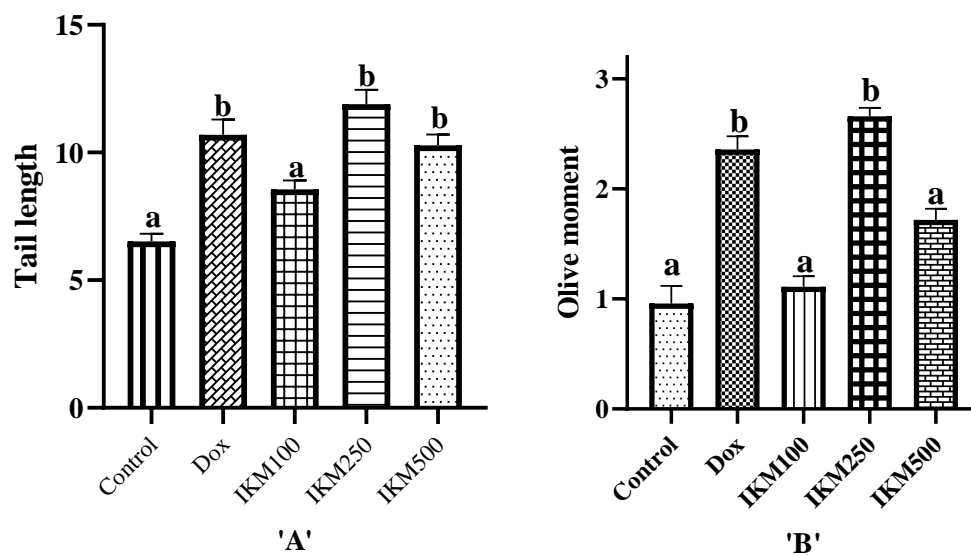 Tail length
15
10
5
0
a
b
a
b
b
Control
Dox
IKM100
IKM250
IKM500
'A'
Olive moment
3
2
1
0
a
b
a
b
a
Control
Dox
IKM100
IKM250
IKM500
'B'